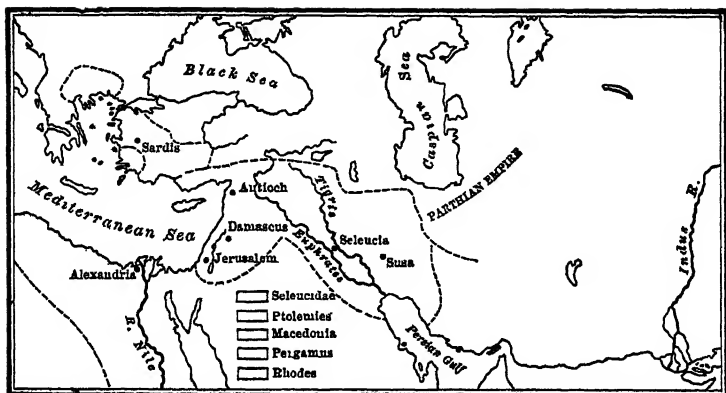 Black Sea
Caspian Sea
Sardis
Mediterranean Sea
Antioch
Tigris
PARTHIAN EMPIRE
Indus R.
Damascus
Euphrates
Seleucia
Susa
Jerusalem
Alexandria
R. Nile
Persian Gulf
Seleucidae
Ptolemies
Macedonia
Pergamus
Rhodes